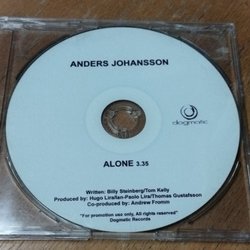 ANDERS JOHANSSON
dogmatic
ALONE 3.35
Written: Billy Steinberg/Tom Kelly
Produced by: Hugo Lira/Ian-Paolo Lira/Thomas Gustafsson
Co-produced by: Andrew Fromm
"For promotion use only, All rights reserved"
Dogmatic Records